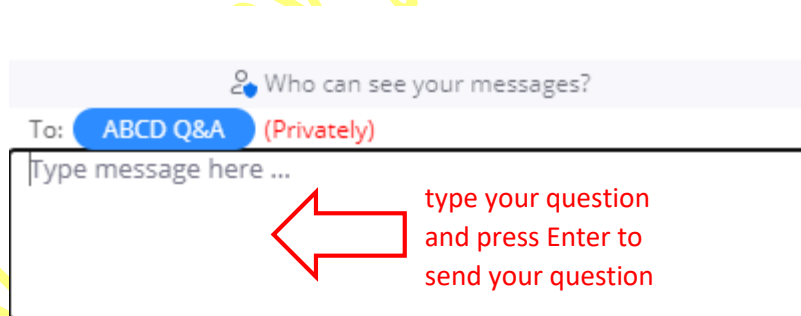 Who can see your messages?
To: ABCD Q&A (Privately)
Type message here ...
type your question
and press Enter to
send your question